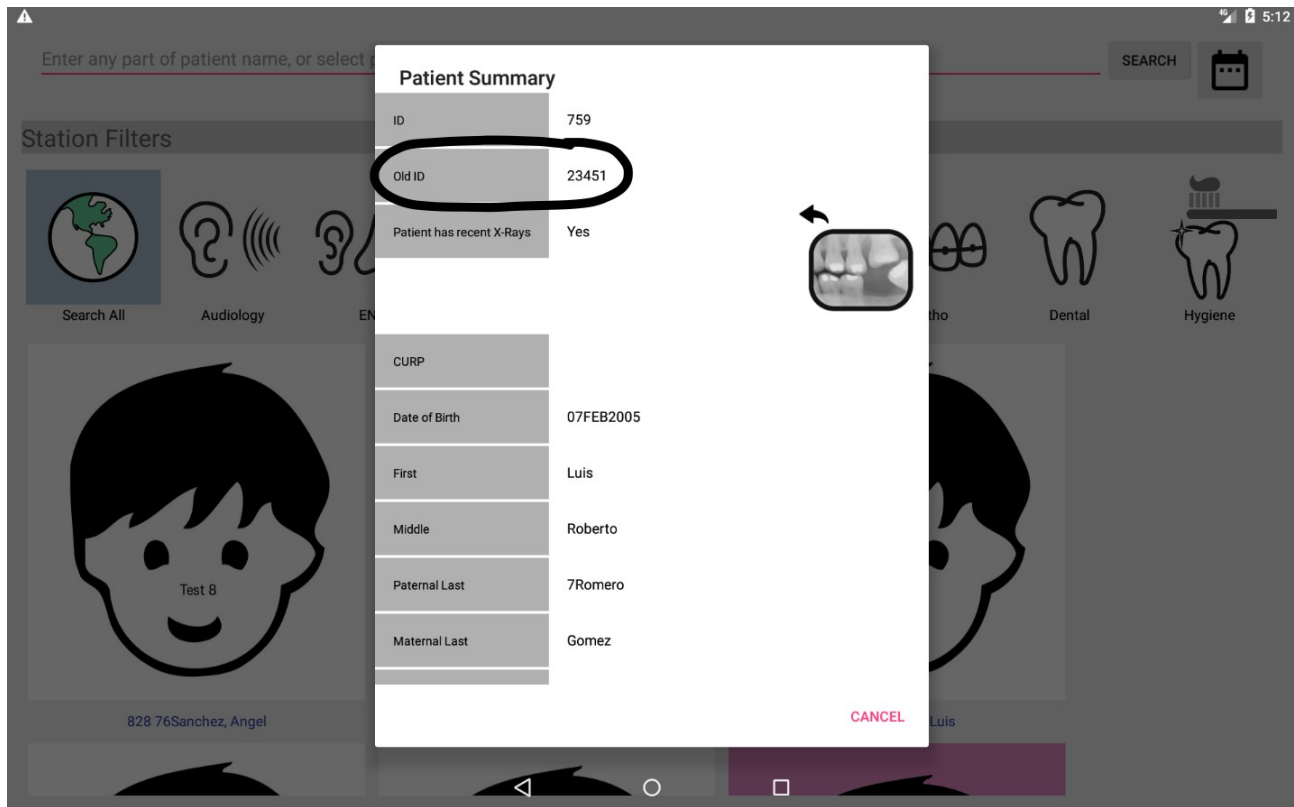 4G 5:12
Enter any part of patient name, or select p
SEARCH
Station Filters
Search All
Audiology
EN
tho
Dental
Hygiene
Patient Summary
ID 759
Old ID 23451
Patient has recent X-Rays Yes
CURP
Date of Birth 07FEB2005
First Luis
Middle Roberto
Paternal Last 7Romero
Maternal Last Gomez
CANCEL
Test 8
828 76Sanchez, Angel
Luis